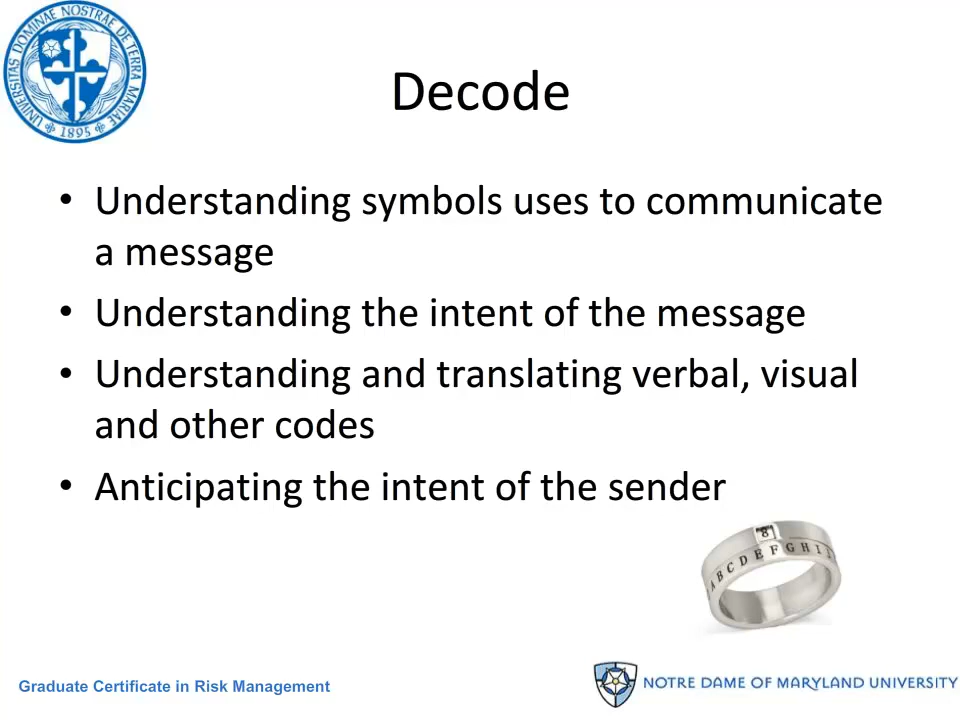 UNIVERSITAS DOMINAE NOSTRAE DE TERRA MARIAE
1895
Decode
• Understanding symbols uses to communicate
a message
• Understanding the intent of the message
• Understanding and translating verbal, visual
and other codes
• Anticipating the intent of the sender
8
A B C D E F G H I J
Graduate Certificate in Risk Management
NOTRE DAME OF MARYLAND UNIVERSITY